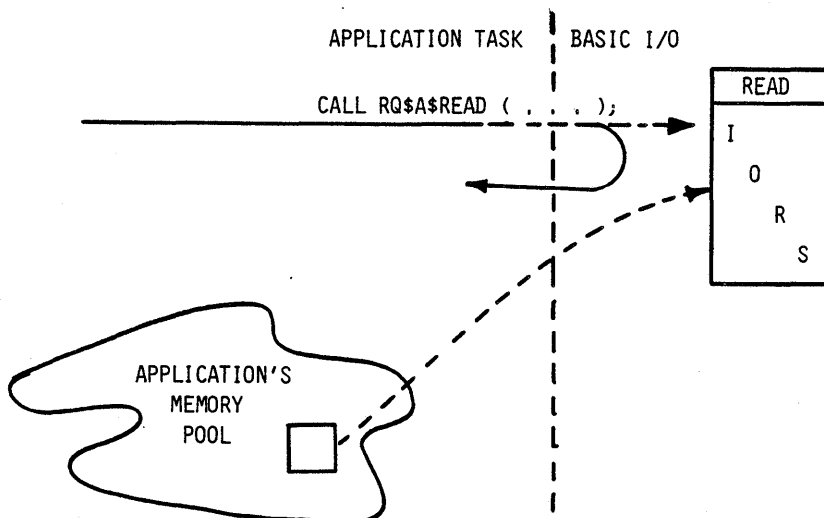 APPLICATION TASK
BASIC I/O
READ
CALL RQ$A$READ ( . . . );
I
O
R
S
APPLICATION'S
MEMORY
POOL